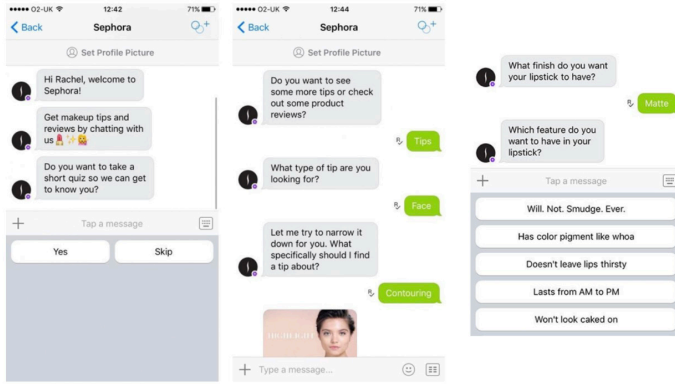 O2-UK 12:42 71%
Back Sephora
Set Profile Picture
Hi Rachel, welcome to
Sephora!
Get makeup tips and
reviews by chatting with
us
Do you want to take a
short quiz so we can get
to know you?
Tap a message
Yes Skip
O2-UK 12:44 71%
Back Sephora
Set Profile Picture
Do you want to see
some more tips or check
out some product
reviews?
Tips
What type of tip are you
looking for?
Face
Let me try to narrow it
down for you. What
specifically should I find
a tip about?
Contouring
Type a message...
What finish do you want
your lipstick to have?
Matte
Which feature do you
want to have in your
lipstick?
Tap a message
Will. Not. Smudge. Ever.
Has color pigment like whoa
Doesn't leave lips thirsty
Lasts from AM to PM
Won't look caked on